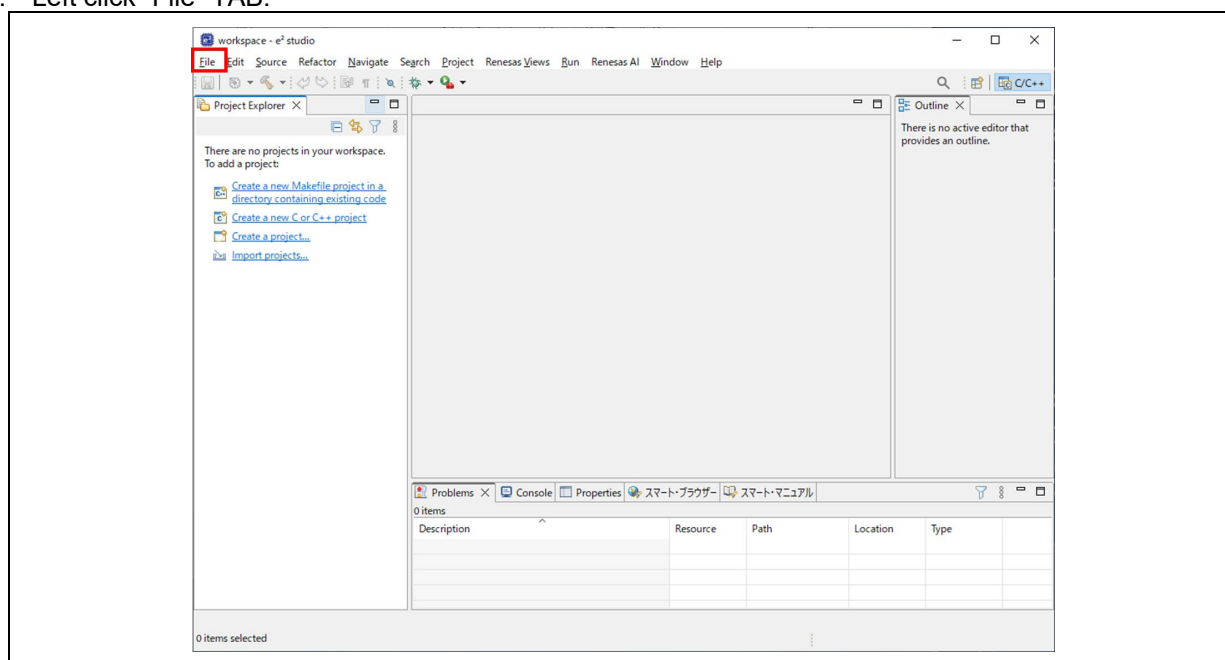 Left click "File" TAB.
workspace - e² studio
File Edit Source Refactor Navigate Search Project Renesas Views Run Renesas AI Window Help
C/C++
Project Explorer
There are no projects in your workspace.
To add a project:
Create a new Makefile project in a
directory containing existing code
Create a new C or C++ project
Create a project...
Import projects...
Outline
There is no active editor that
provides an outline.
Problems Console Properties スマート・ブラウザー スマート・マニュアル
0 items
Description Resource Path Location Type
0 items selected